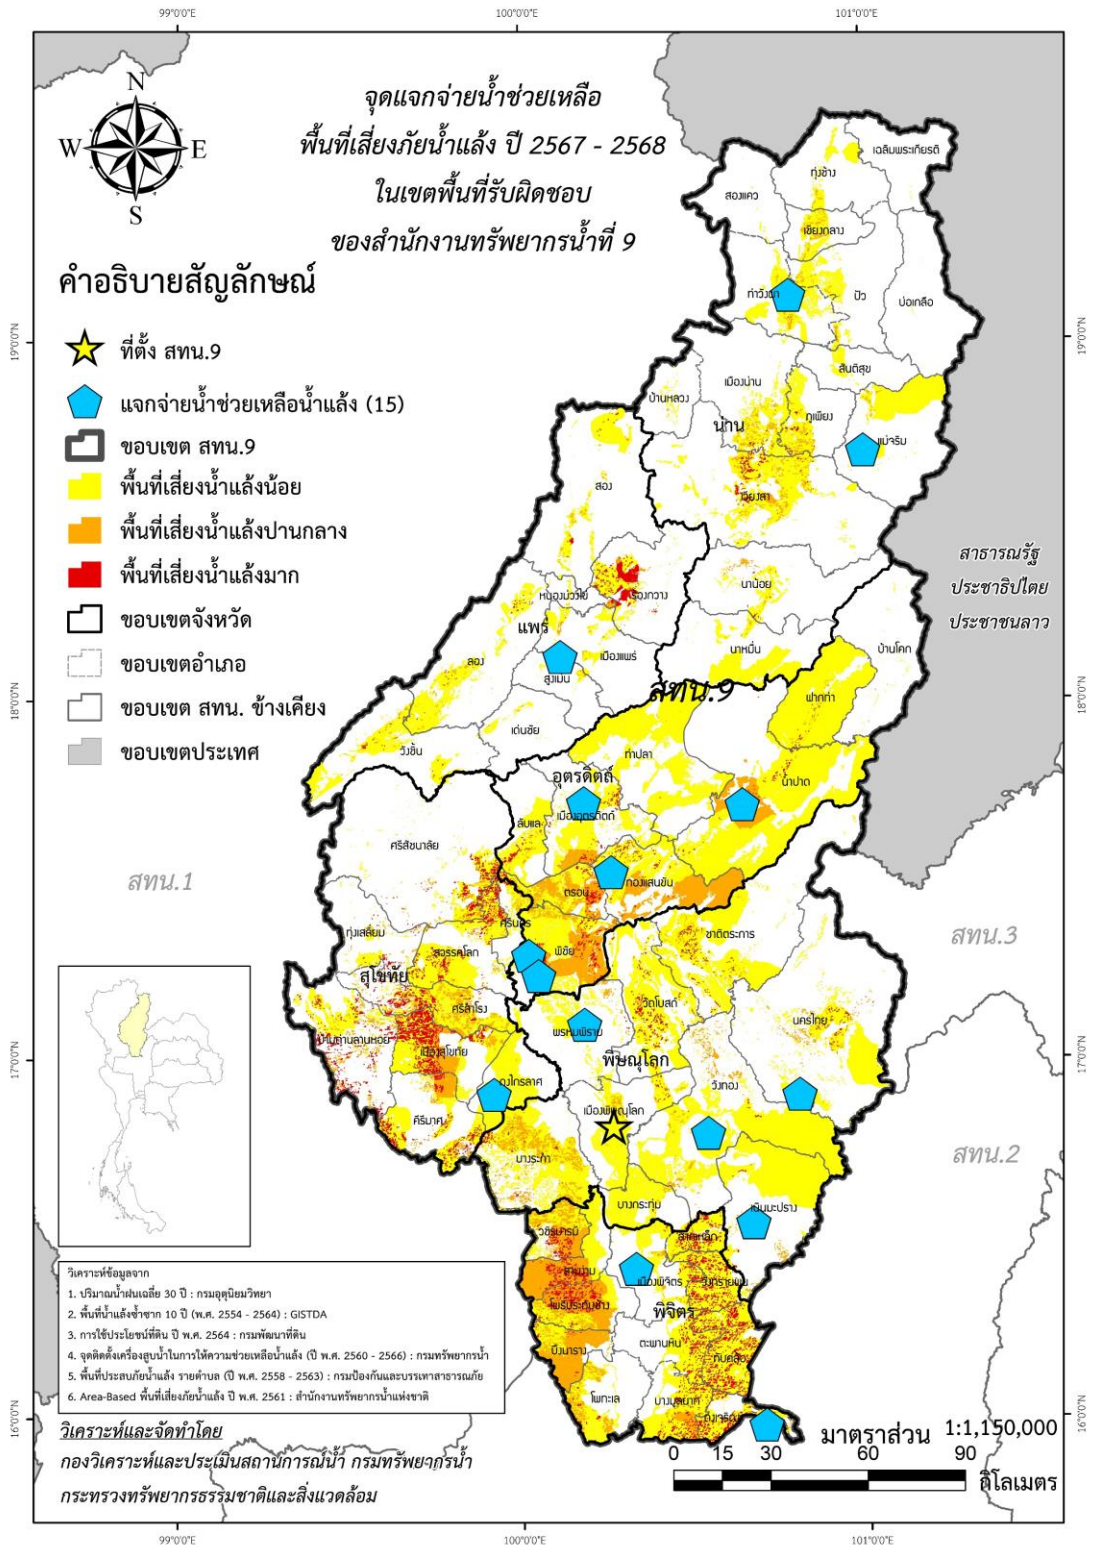 99°0'0"E
100°0'0"E
101°0'0"E
จุดแจกจ่ายน้ำช่วยเหลือ
พื้นที่เสี่ยงภัยน้ำแล้ง ปี 2567 - 2568
ในเขตพื้นที่รับผิดชอบ
ของสำนักงานทรัพยากรน้ำที่ 9
N
W
E
S
คำอธิบายสัญลักษณ์
ที่ตั้ง สทน.9
แจกจ่ายน้ำช่วยเหลือน้ำแล้ง (15)
ขอบเขต สทน.9
พื้นที่เสี่ยงน้ำแล้งน้อย
พื้นที่เสี่ยงน้ำแล้งปานกลาง
พื้นที่เสี่ยงน้ำแล้งมาก
ขอบเขตจังหวัด
ขอบเขตอำเภอ
ขอบเขต สทน. ข้างเคียง
ขอบเขตประเทศ
19°0'0"N
19°0'0"N
18°0'0"N
18°0'0"N
17°0'0"N
17°0'0"N
16°0'0"N
16°0'0"N
เฉลิมพระเกียรติ
ทุ่งช้าง
สองแคว
เชียงกลาง
ท่าวังผา
ปัว
บ่อเกลือ
สันติสุข
เมืองน่าน
บ้านหลวง
ภูเพียง
น่าน
แม่จริม
เวียงสา
สอง
สาธารณรัฐ
ประชาธิปไตย
ประชาชนลาว
นาน้อย
หนองม่วงไข่
ร้องกวาง
แพร่
นาหมื่น
บ้านโคก
เมืองแพร่
ลอง
สูงเม่น
สทน.9
ฟากท่า
เด่นชัย
วังชิ้น
ท่าปลา
อุตรดิตถ์
น้ำปาด
เมืองอุตรดิตถ์
ลับแล
ศรีสัชนาลัย
สทน.1
ตรอน
ทองแสนขัน
ศรีนคร
ทุ่งเสลี่ยม
ชาติตระการ
สทน.3
สวรรคโลก
พิชัย
สุโขทัย
ศรีสำโรง
วัดโบสถ์
นครไทย
พรหมพิราม
บ้านด่านลานหอย
เมืองสุโขทัย
พิษณุโลก
วังทอง
กงไกรลาศ
เมืองพิษณุโลก
คีรีมาศ
บางระกำ
สทน.2
บางกระทุ่ม
เนินมะปราง
วชิรบารมี
สากเหล็ก
สามง่าม
เมืองพิจิตร
วังทรายพูน
โพธิ์ประทับช้าง
พิจิตร
บึงนาราง
ตะพานหิน
ทับคล้อ
โพทะเล
บางมูลนาก
ดงเจริญ
วิเคราะห์ข้อมูลจาก
1. ปริมาณน้ำฝนเฉลี่ย 30 ปี : กรมอุตุนิยมวิทยา
2. พื้นที่น้ำแล้งซ้ำซาก 10 ปี (พ.ศ. 2554 - 2564) : GISTDA
3. การใช้ประโยชน์ที่ดิน ปี พ.ศ. 2564 : กรมพัฒนาที่ดิน
4. จุดติดตั้งเครื่องสูบน้ำในการให้ความช่วยเหลือน้ำแล้ง (ปี พ.ศ. 2560 - 2566) : กรมทรัพยากรน้ำ
5. พื้นที่ประสบภัยน้ำแล้ง รายตำบล (ปี พ.ศ. 2558 - 2563) : กรมป้องกันและบรรเทาสาธารณภัย
6. Area-Based พื้นที่เสี่ยงภัยน้ำแล้ง ปี พ.ศ. 2561 : สำนักงานทรัพยากรน้ำแห่งชาติ
วิเคราะห์และจัดทำโดย
กองวิเคราะห์และประเมินสถานการณ์น้ำ กรมทรัพยากรน้ำ
กระทรวงทรัพยากรธรรมชาติและสิ่งแวดล้อม
มาตราส่วน 1:1,150,000
0 15 30 60 90
กิโลเมตร
99°0'0"E
100°0'0"E
101°0'0"E